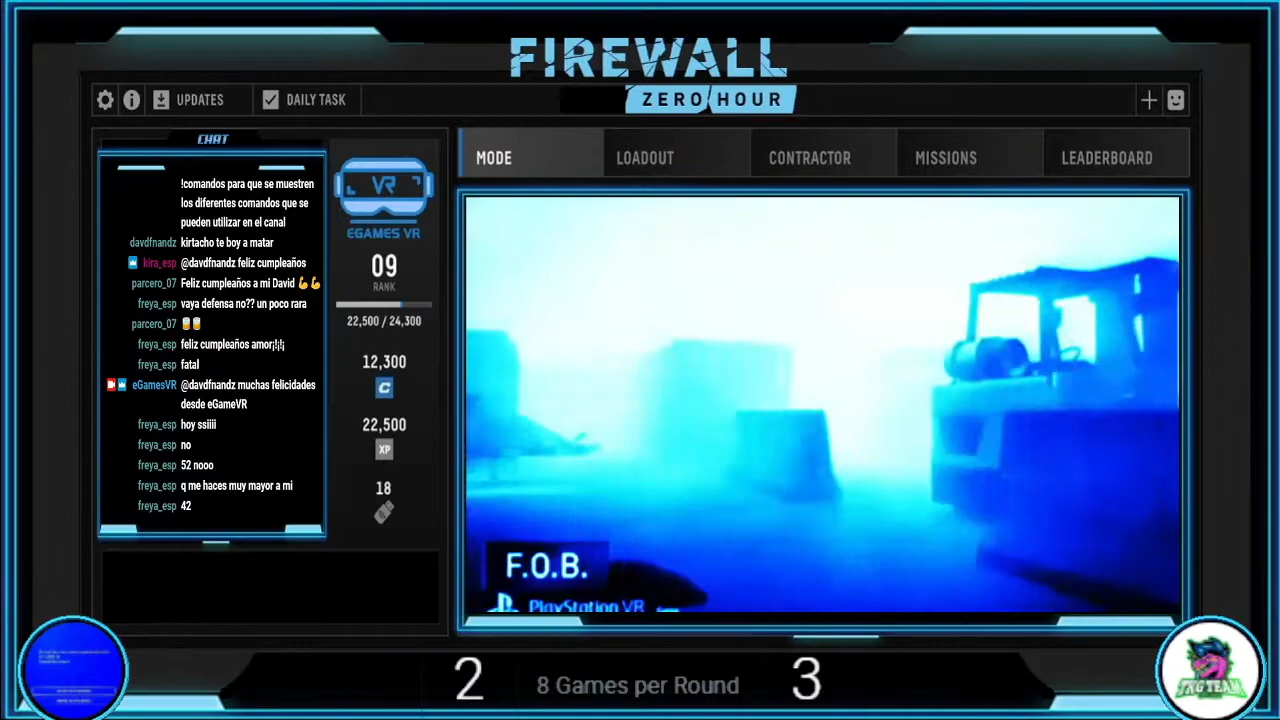 FIREWALL
ZERO HOUR
UPDATES
DAILY TASK
CHAT
!comandos para que se muestren
los diferentes comandos que se
pueden utilizar en el canal
davdfnandz kirtacho te boy a matar
kira_esp @davdfnandz feliz cumpleaños
parcero_07 Feliz cumpleaños a mi David 💪💪
freya_esp vaya defensa no?? un poco rara
parcero_07 🥃🥃
freya_esp feliz cumpleaños amor¡!¡!¡
freya_esp fatal
eGamesVR @davdfnandz muchas felicidades
desde eGameVR
freya_esp hoy ssiiii
freya_esp no
freya_esp 52 nooo
freya_esp q me haces muy mayor a mi
freya_esp 42
VR
EGAMES VR
09
RANK
22,500 / 24,300
12,300
C
22,500
XP
18
MODE
LOADOUT
CONTRACTOR
MISSIONS
LEADERBOARD
F.O.B.
PlayStation VR
2
8 Games per Round
3
TEAM